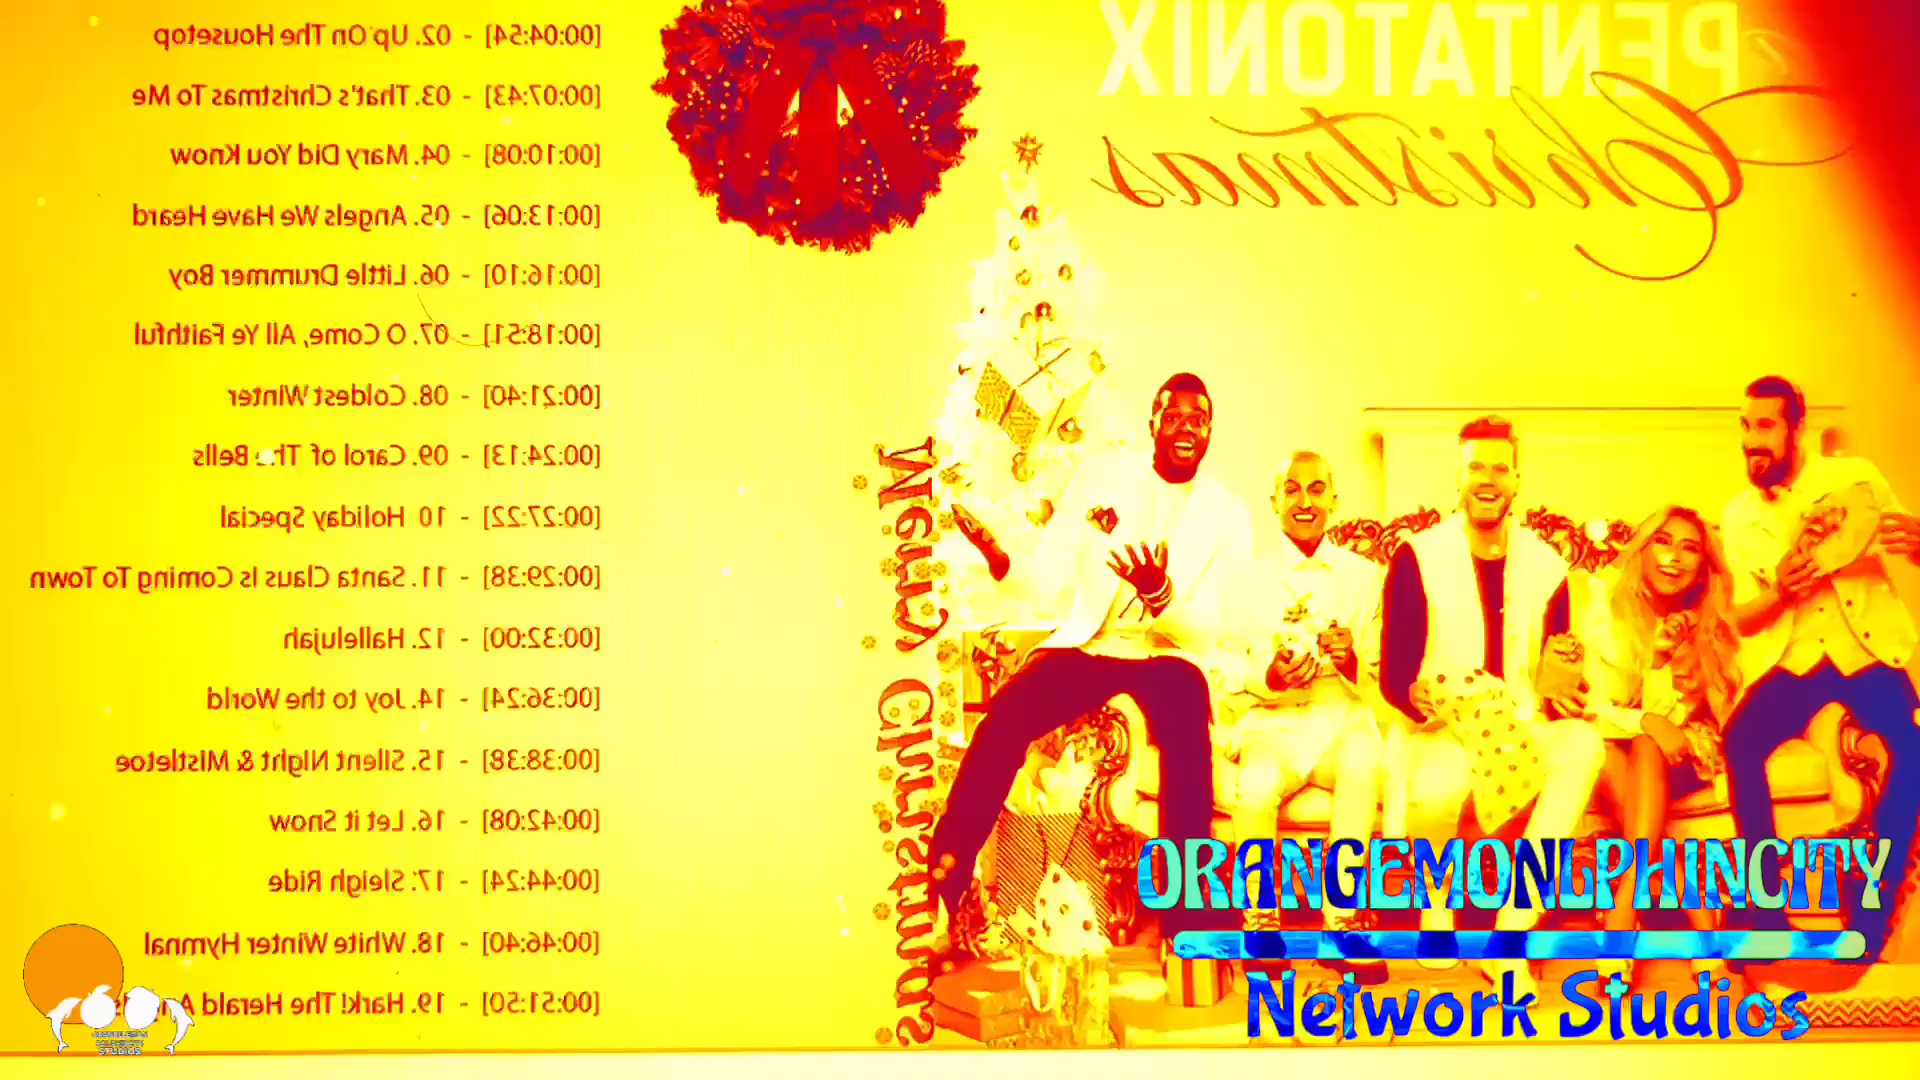 [00:04:54] - 02. Up On The Housetop
[00:07:43] - 03. That's Christmas To Me
[00:10:08] - 04. Mary Did You Know
[00:13:06] - 05. Angels We Have Heard
[00:16:10] - 06. Little Drummer Boy
[00:18:51] - 07. O Come, All Ye Faithful
[00:21:40] - 08. Coldest Winter
[00:24:13] - 09. Carol of The Bells
[00:27:22] - 10 Holiday Special
[00:29:38] - 11. Santa Claus Is Coming To Town
[00:32:00] - 12. Hallelujah
[00:36:24] - 14. Joy to the World
[00:38:38] - 15. Silent Night & Mistletoe
[00:42:08] - 16. Let it Snow
[00:44:24] - 17. Sleigh Ride
[00:46:40] - 18. White Winter Hymnal
[00:51:50] - 19. Hark! The Herald
PENTATONIX
Christmas
Merry Christmas
ORANGEMONLPHINCITY
Network Studios
STUDIOS